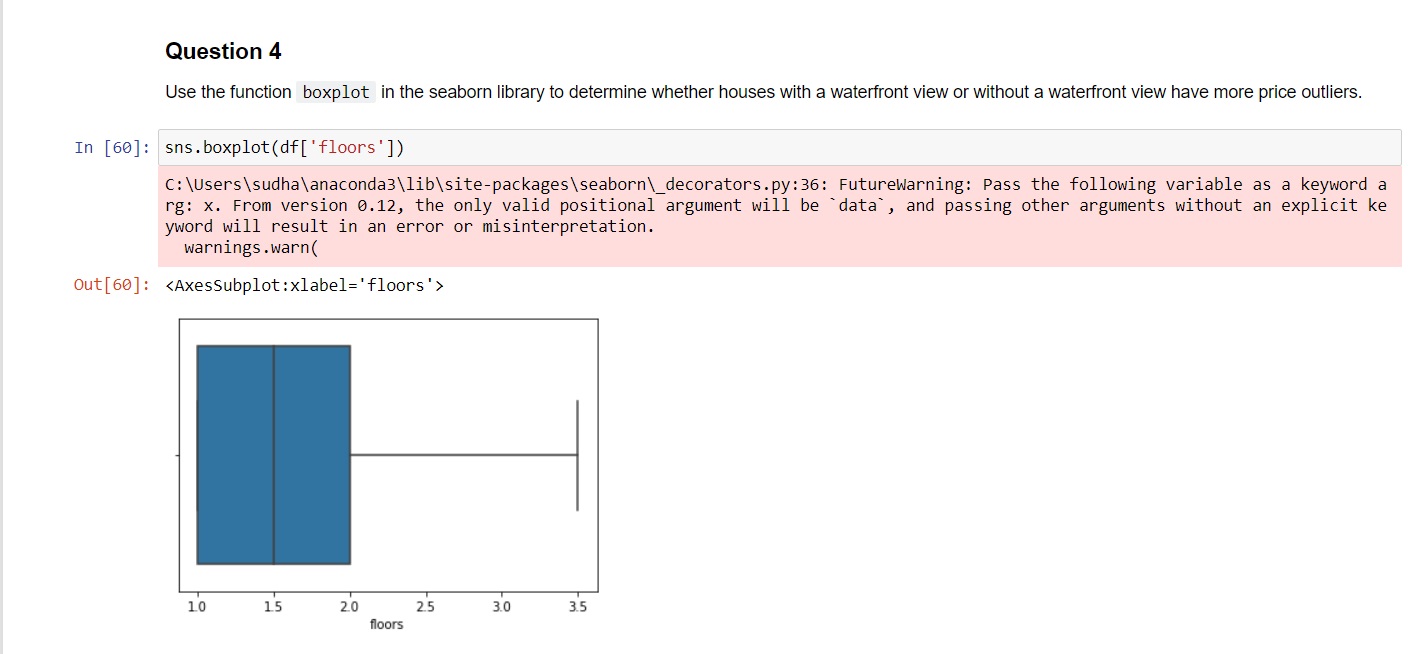 Question 4
Use the function boxplot in the seaborn library to determine whether houses with a waterfront view or without a waterfront view have more price outliers.
In [60]: sns.boxplot(df['floors'])
C:\Users\sudha\anaconda3\lib\site-packages\seaborn\_decorators.py:36: FutureWarning: Pass the following variable as a keyword a
rg: x. From version 0.12, the only valid positional argument will be `data`, and passing other arguments without an explicit ke
yword will result in an error or misinterpretation.
  warnings.warn(
Out[60]: <AxesSubplot:xlabel='floors'>
1.0 1.5 2.0 2.5 3.0 3.5
floors